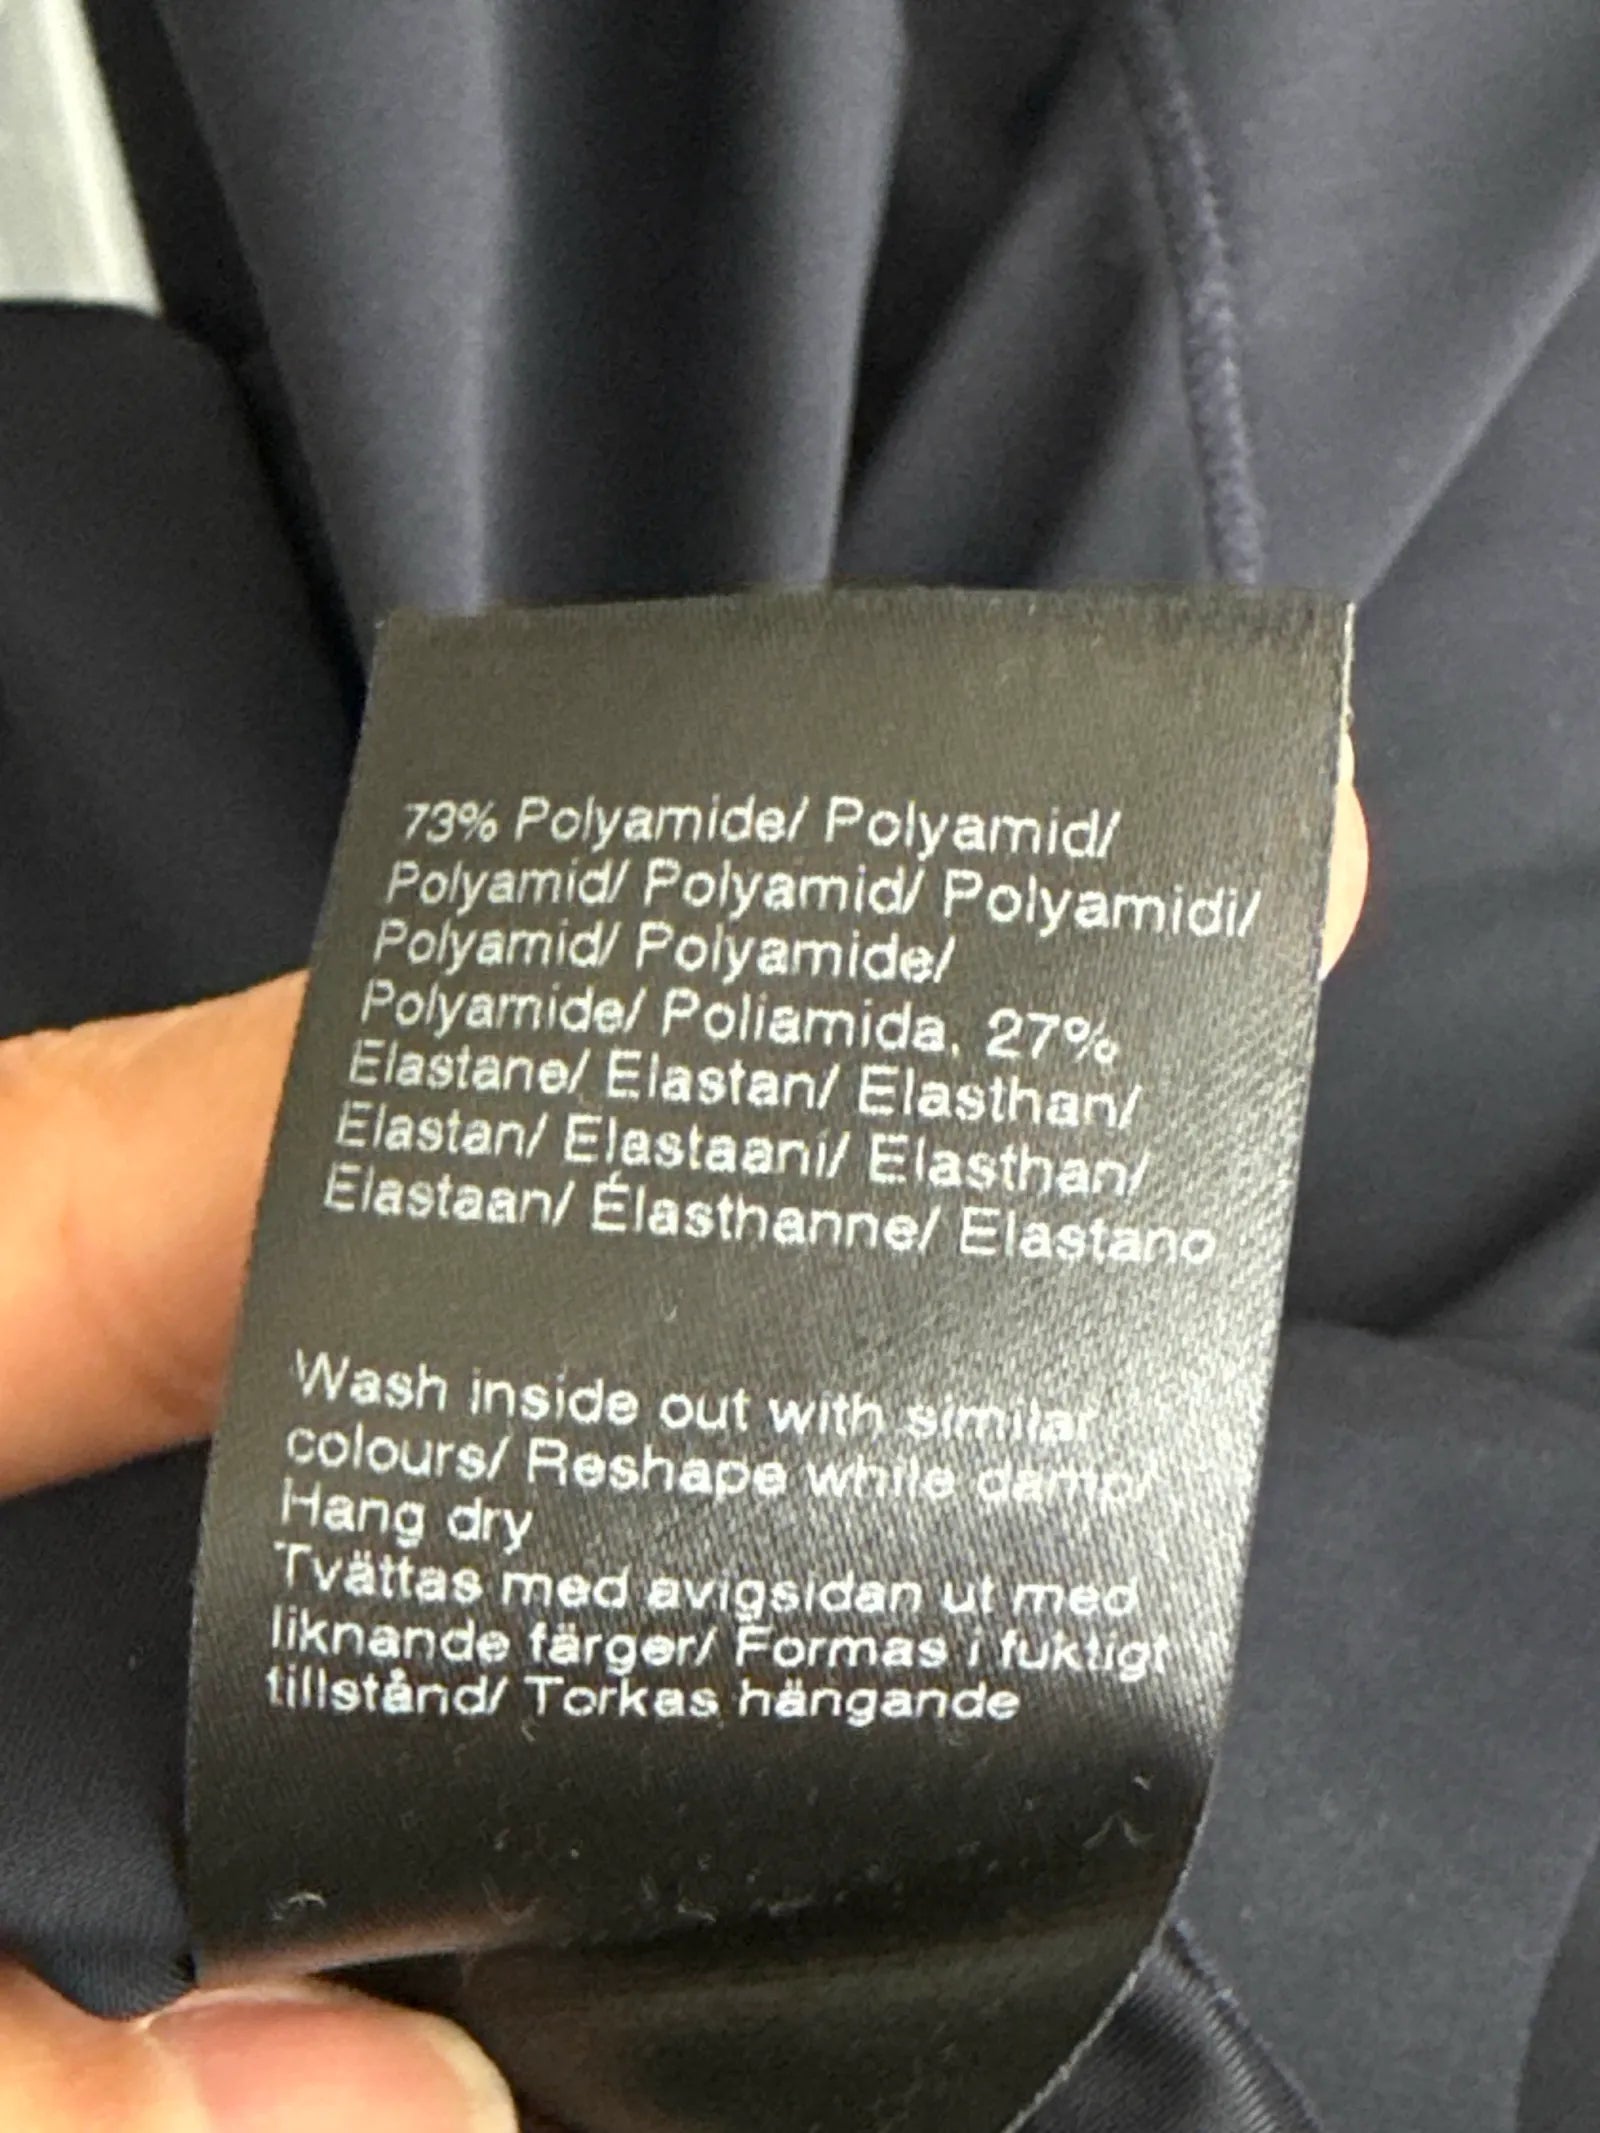 73% Polyamide/ Polyamid/
Polyamid/ Polyamid/ Polyamidi/
Polyamid/ Polyamide/
Polyamide/ Poliamida, 27%
Elastane/ Elastan/ Elasthan/
Elastan/ Elastaani/ Elasthan/
Elastaan/ Élasthanne/ Elastano
Wash inside out with similar
colours/ Reshape while damp/
Hang dry
Tvättas med avigsidan ut med
liknande färger/ Formas i fuktigt
tillstånd/ Torkas hängande